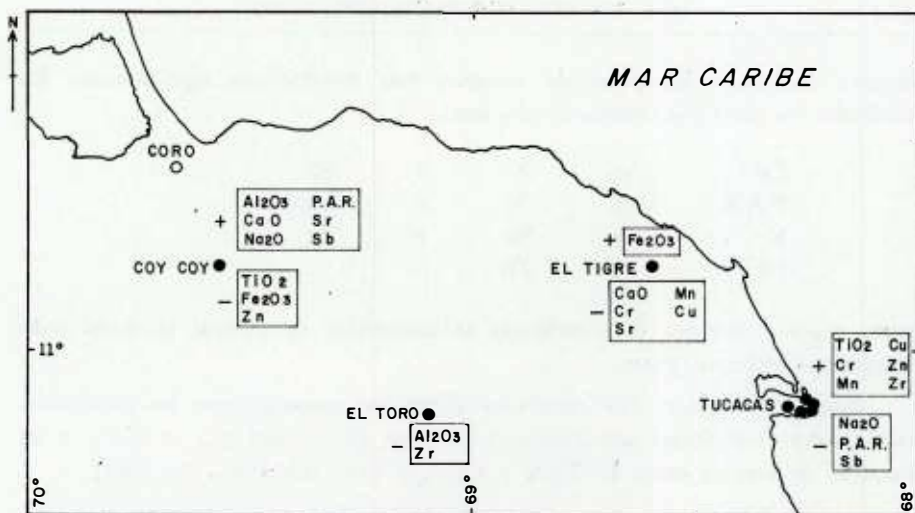 N
MAR CARIBE
CORO
Al2O3 P.A.R.
+ CaO Sr
Na2O Sb
COY COY
TiO2
− Fe2O3
Zn
+ Fe2O3
EL TIGRE
CaO Mn
− Cr Cu
Sr
11°
TiO2 Cu
+ Cr Zn
Mn Zr
TUCACAS
Na2O
− P.A.R.
Sb
EL TORO
− Al2O3
Zr
70°
69°
68°